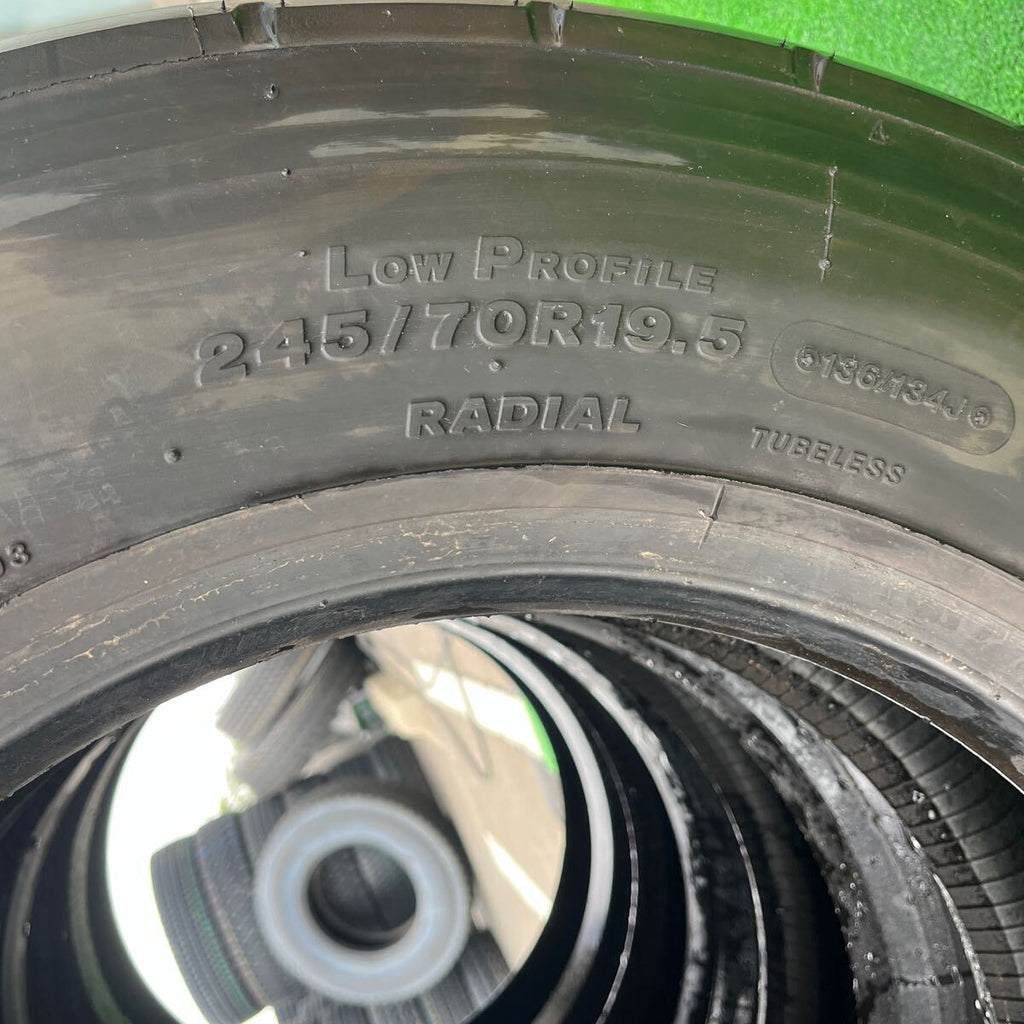 LOW PROFiLE
245/70R19.5
136/134J
RADIAL
TUBELESS